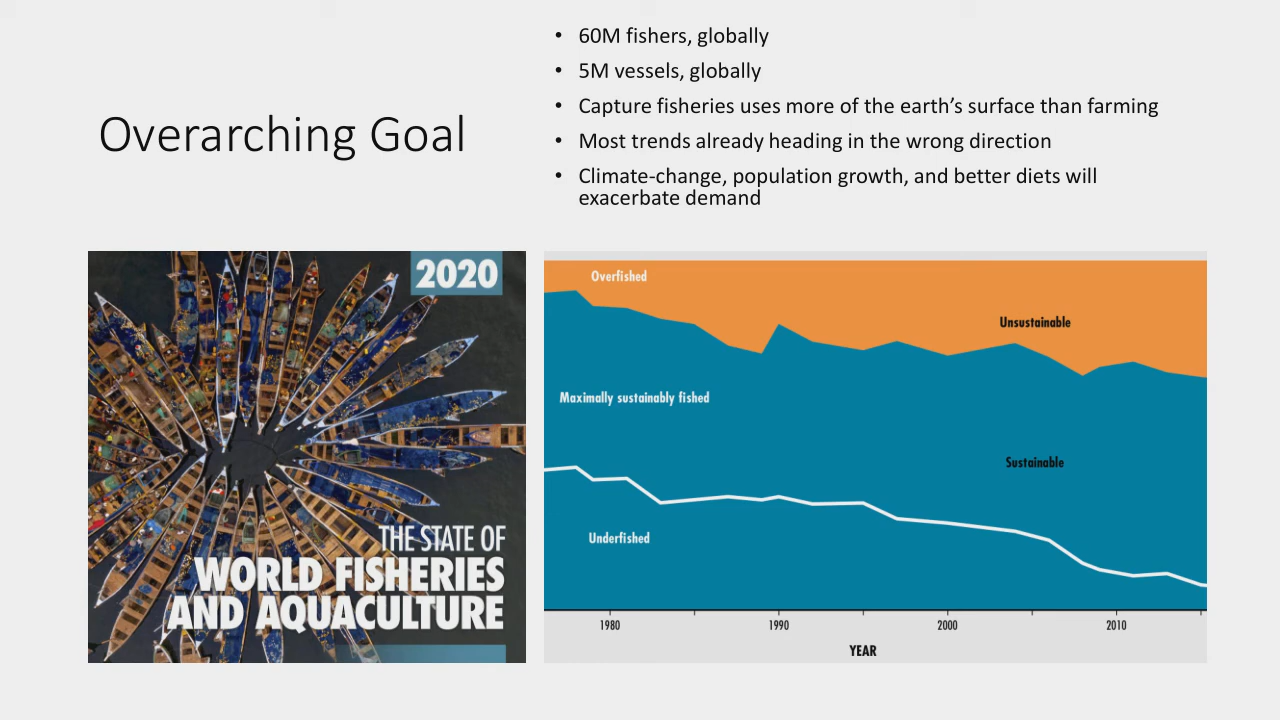 Overarching Goal
• 60M fishers, globally
• 5M vessels, globally
• Capture fisheries uses more of the earth’s surface than farming
• Most trends already heading in the wrong direction
• Climate-change, population growth, and better diets will
exacerbate demand
2020
THE STATE OF
WORLD FISHERIES
AND AQUACULTURE
Overfished
Unsustainable
Maximally sustainably fished
Sustainable
Underfished
1980 1990 2000 2010
YEAR